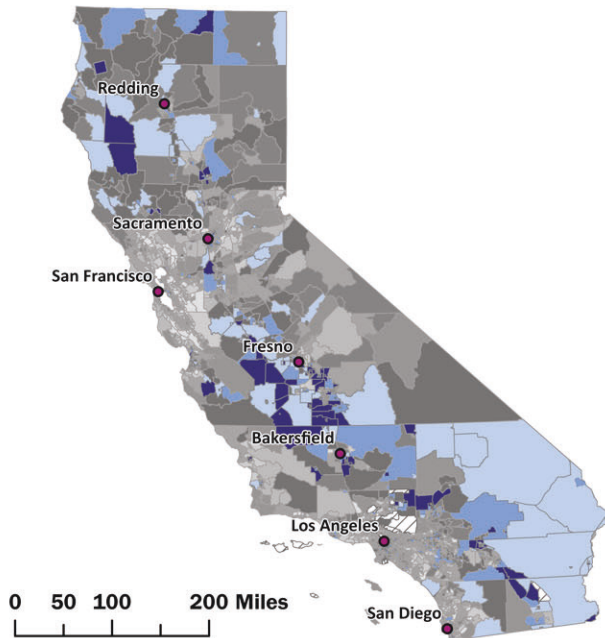 Redding
Sacramento
San Francisco
Fresno
Bakersfield
Los Angeles
San Diego
0 50 100 200 Miles